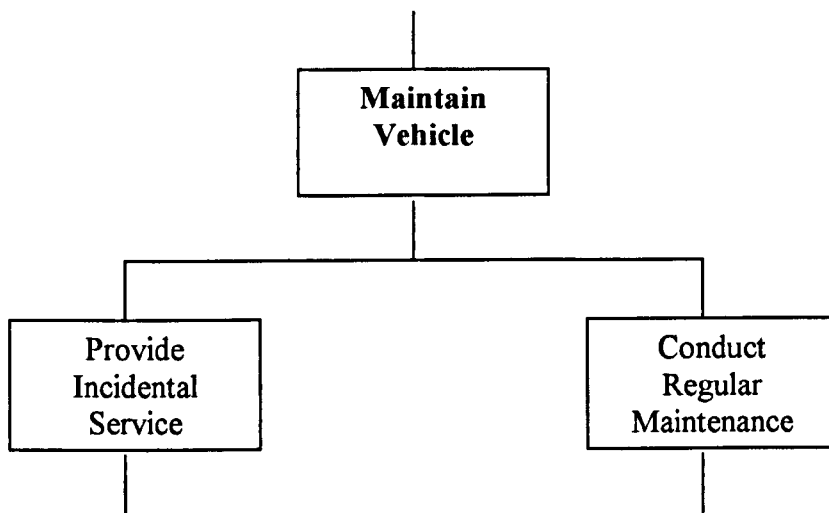 Maintain
Vehicle
Provide
Incidental
Service
Conduct
Regular
Maintenance